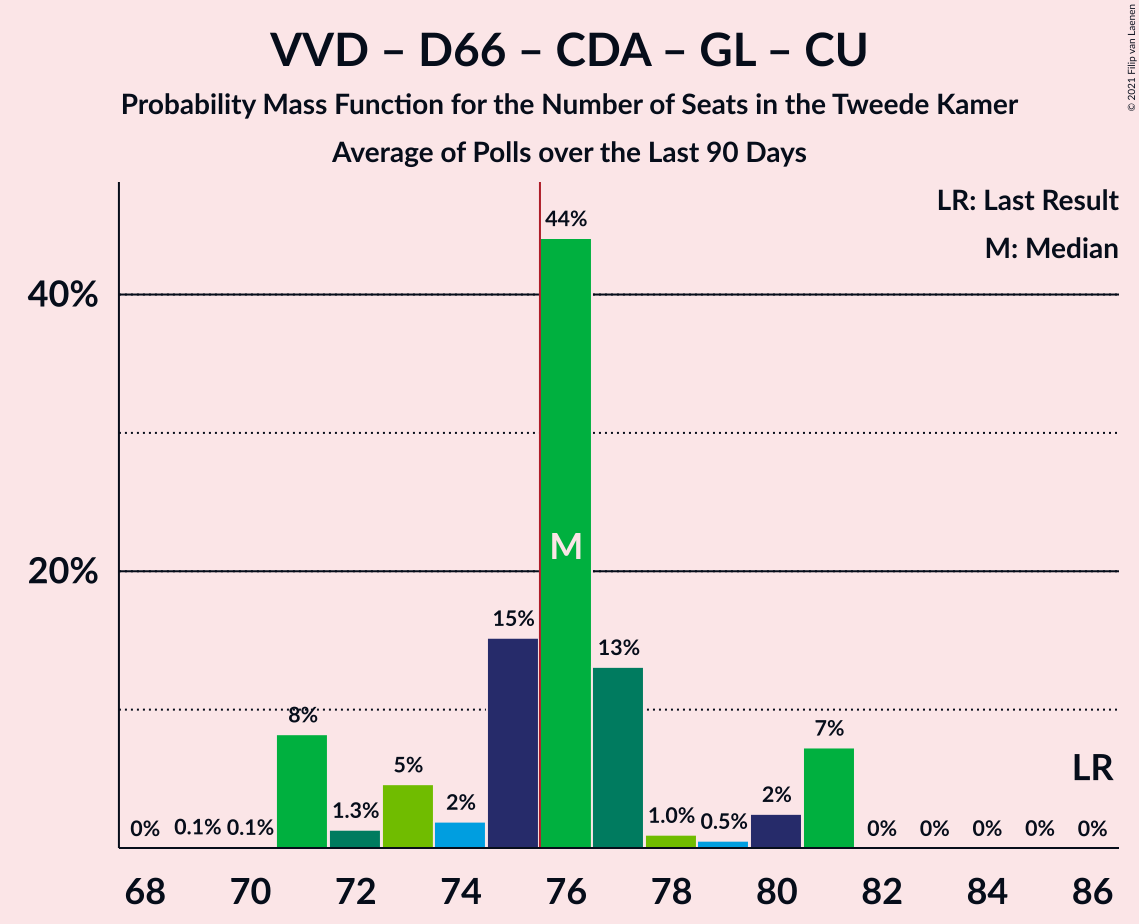 VVD – D66 – CDA – GL – CU
Probability Mass Function for the Number of Seats in the Tweede Kamer
Average of Polls over the Last 90 Days
© 2021 Filip van Laenen
LR: Last Result
M: Median
40%
20%
0%
0.1%
0.1%
8%
1.3%
5%
2%
15%
44%
M
13%
1.0%
0.5%
2%
7%
0%
0%
0%
0%
0%
LR
68 70 72 74 76 78 80 82 84 86